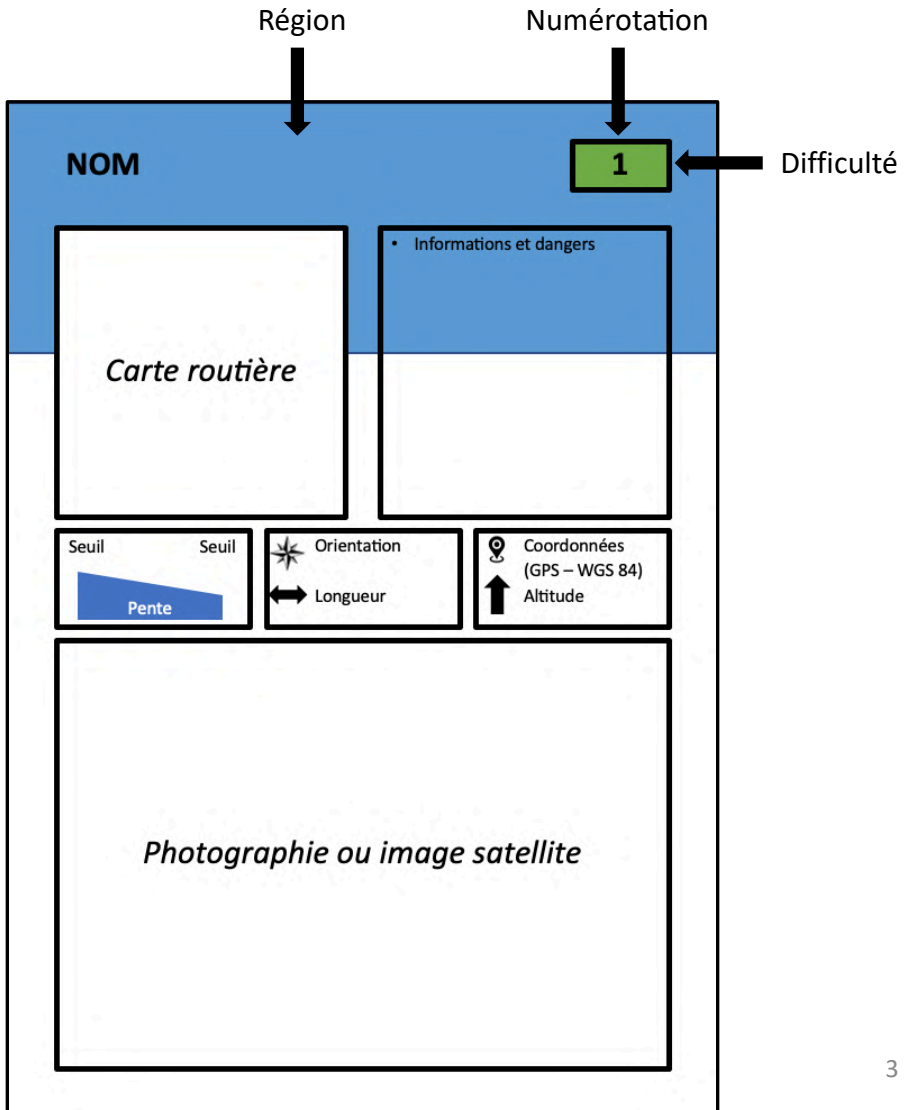 Région
Numérotation
NOM
1
Difficulté
• Informations et dangers
Carte routière
Seuil
Seuil
Pente
Orientation
Longueur
Coordonnées
(GPS – WGS 84)
Altitude
Photographie ou image satellite
3